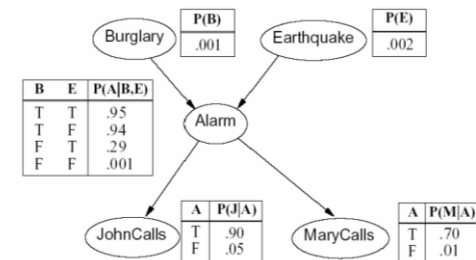 P(B)
Burglary
.001
P(E)
Earthquake
.002
B E P(A|B,E)
T T .95
T F .94
F T .29
F F .001
Alarm
JohnCalls
A P(J|A)
T .90
F .05
MaryCalls
A P(M|A)
T .70
F .01